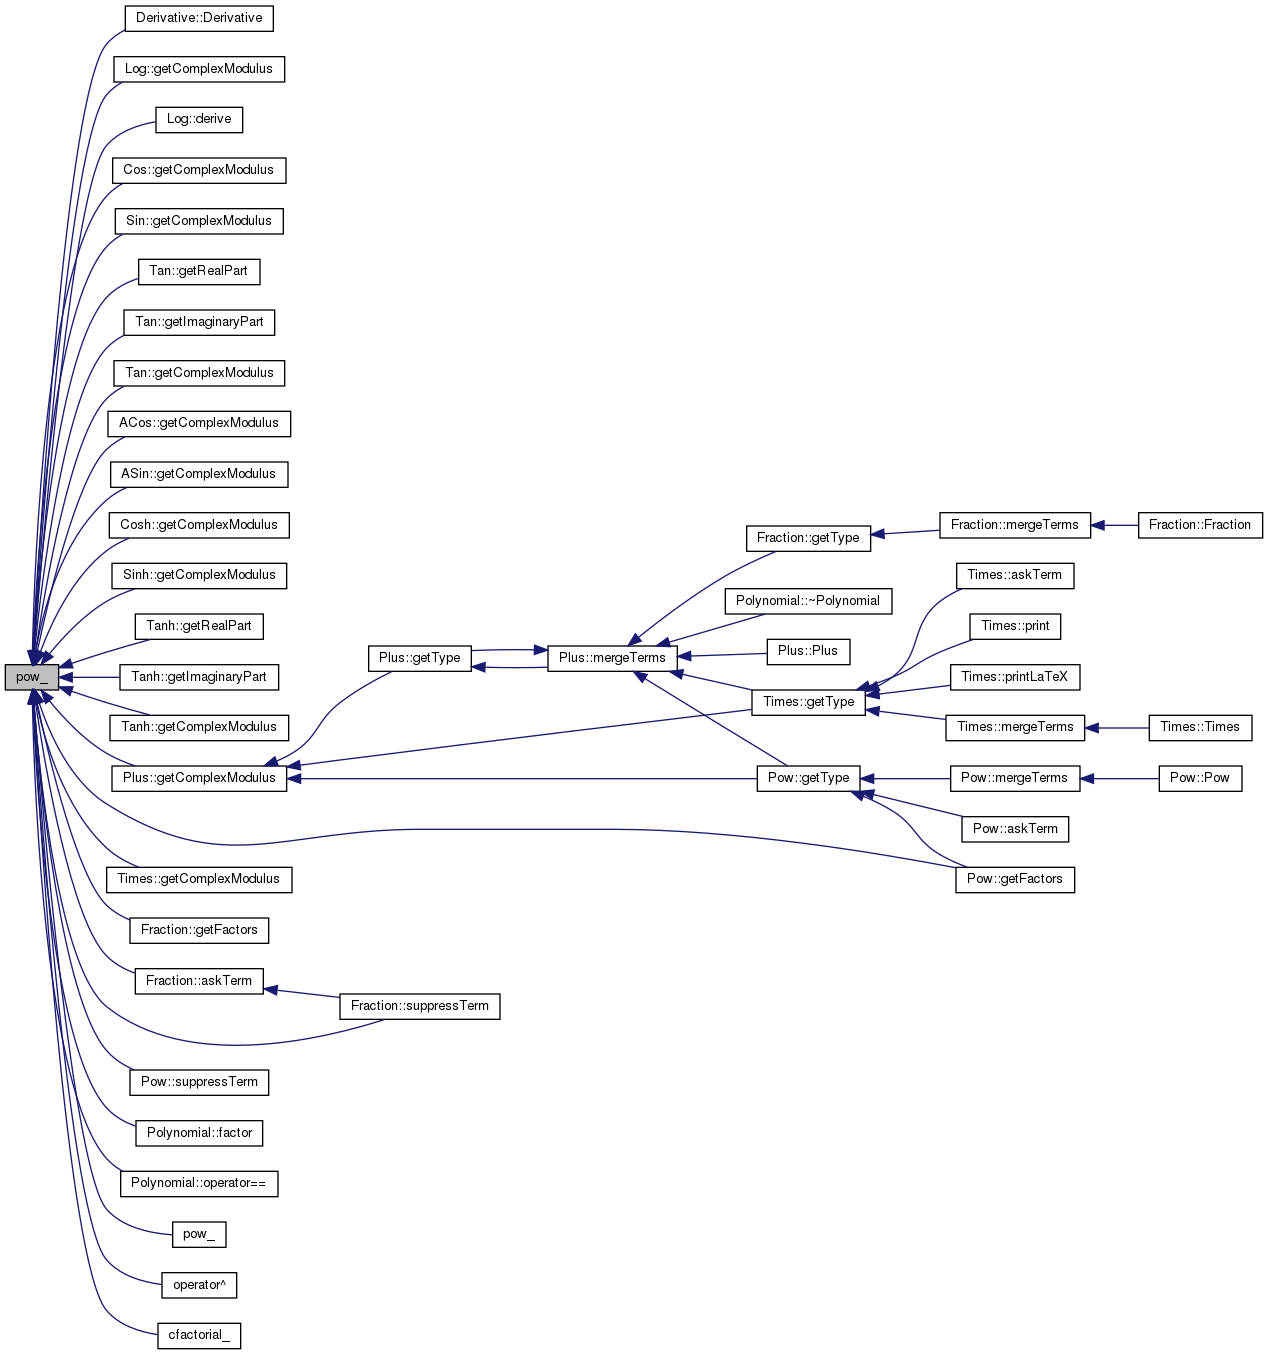 Derivative::Derivative
Log::getComplexModulus
Log::derive
Cos::getComplexModulus
Sin::getComplexModulus
Tan::getRealPart
Tan::getImaginaryPart
Tan::getComplexModulus
ACos::getComplexModulus
ASin::getComplexModulus
Cosh::getComplexModulus
Sinh::getComplexModulus
Tanh::getRealPart
pow_
Tanh::getImaginaryPart
Tanh::getComplexModulus
Plus::getComplexModulus
Times::getComplexModulus
Fraction::getFactors
Fraction::askTerm
Fraction::suppressTerm
Pow::suppressTerm
Polynomial::factor
Polynomial::operator==
pow_
operator^
cfactorial_
Plus::getType
Plus::mergeTerms
Fraction::getType
Fraction::mergeTerms
Fraction::Fraction
Polynomial::~Polynomial
Plus::Plus
Times::getType
Times::askTerm
Times::print
Times::printLaTeX
Times::mergeTerms
Times::Times
Pow::getType
Pow::mergeTerms
Pow::Pow
Pow::askTerm
Pow::getFactors